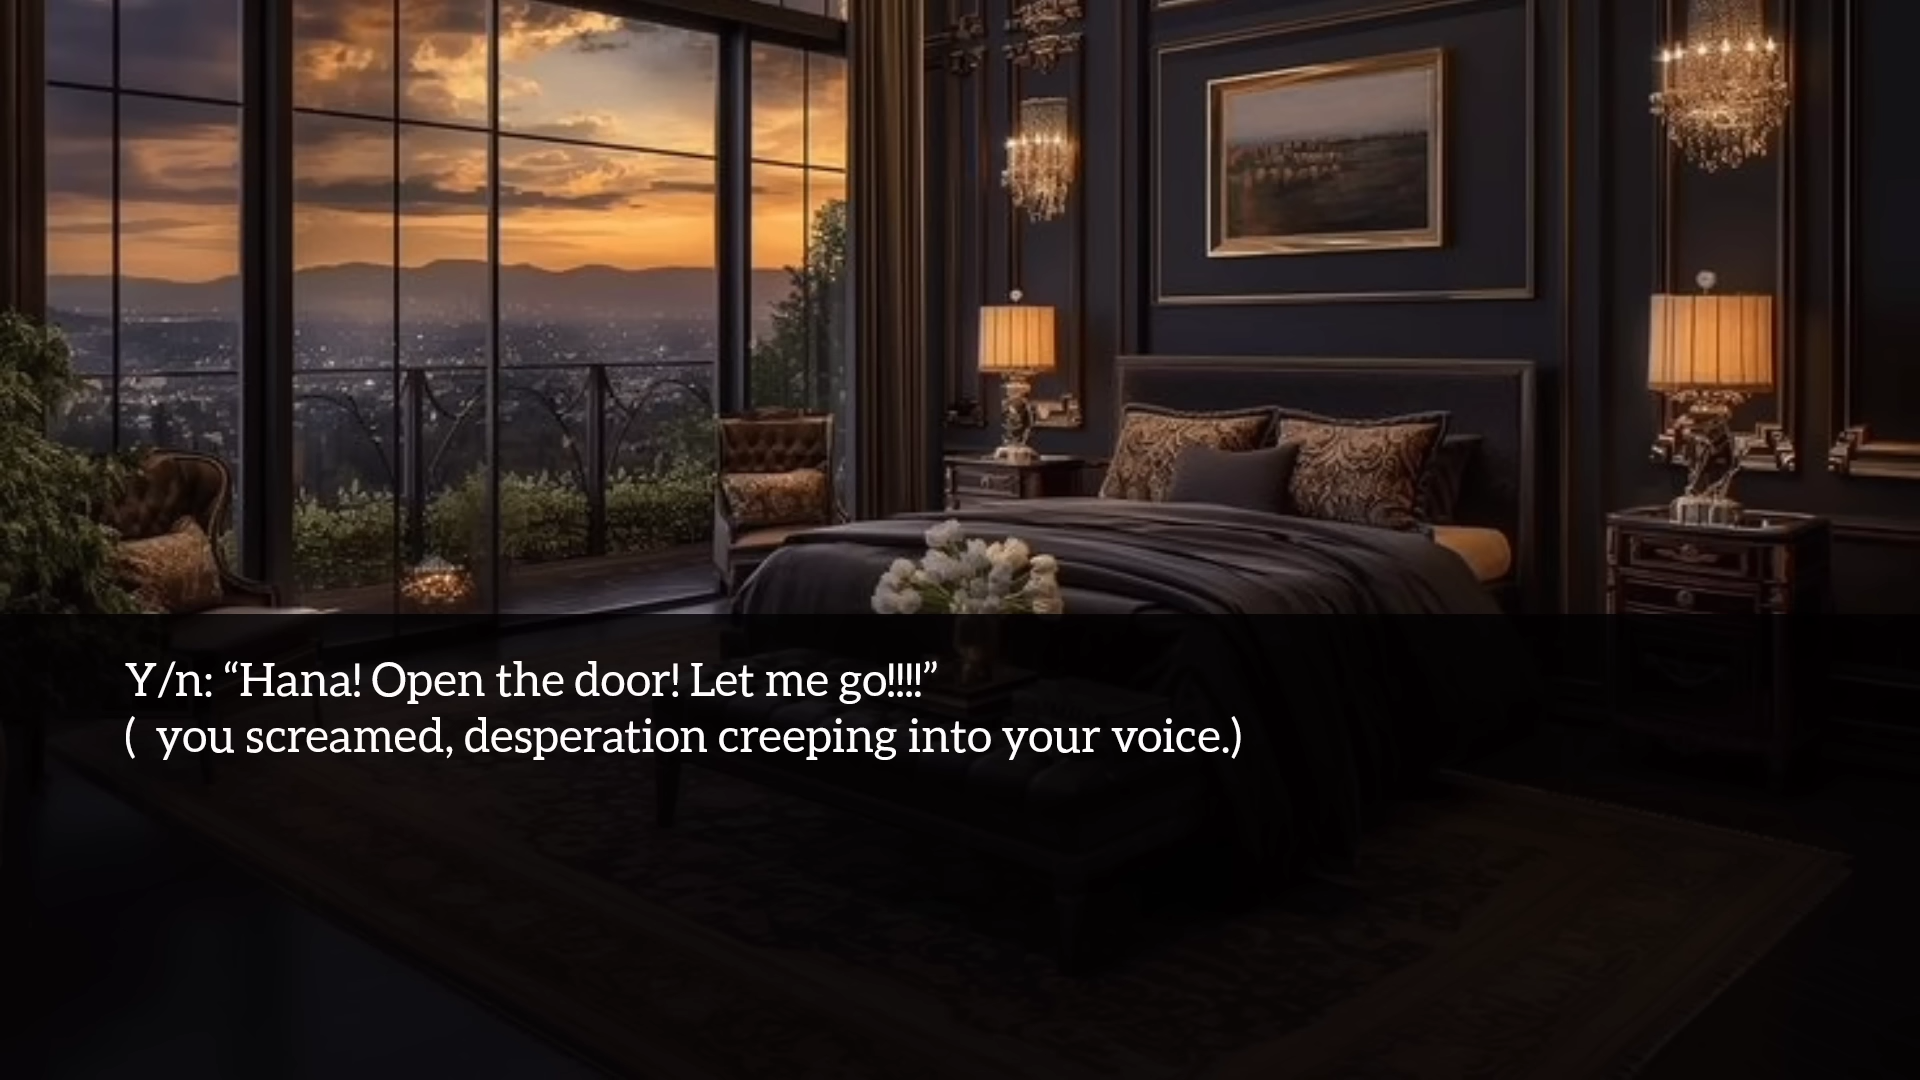 Y/n: “Hana! Open the door! Let me go!!!!”
(  you screamed, desperation creeping into your voice.)